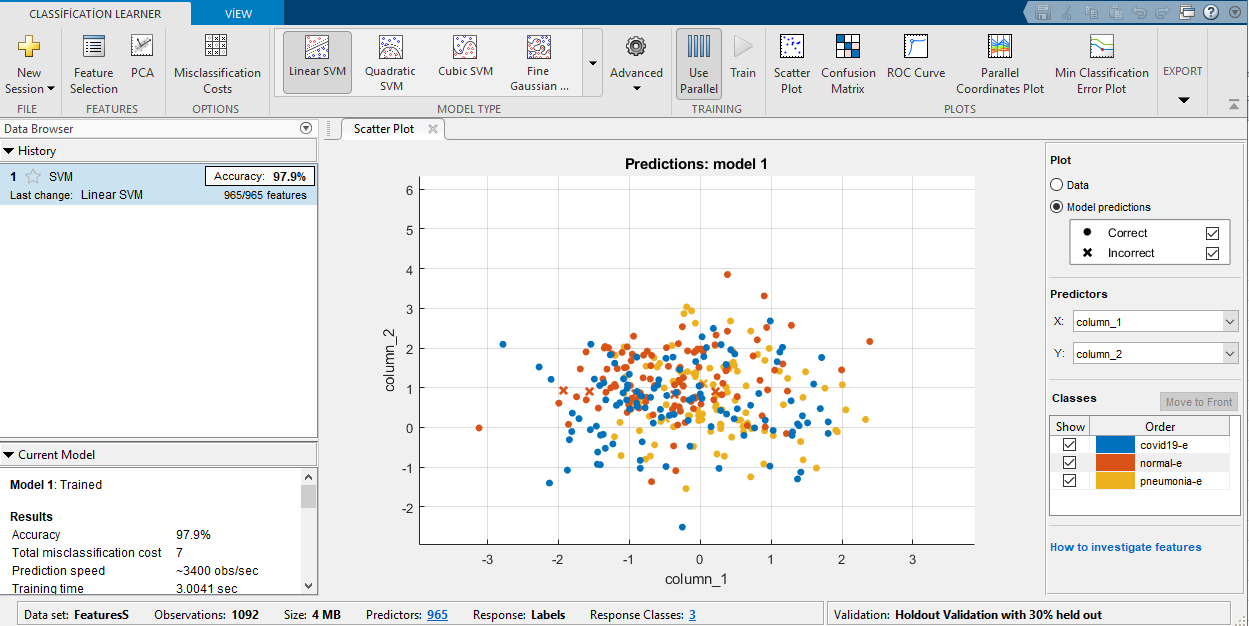 CLASSİFİCATİON LEARNER
VİEW
New Session
Feature Selection
PCA
Misclassification Costs
Linear SVM
Quadratic SVM
Cubic SVM
Fine Gaussian ...
Advanced
Use Parallel
Train
Scatter Plot
Confusion Matrix
ROC Curve
Parallel Coordinates Plot
Min Classification Error Plot
EXPORT
FILE
FEATURES
OPTIONS
MODEL TYPE
TRAINING
PLOTS
Data Browser
History
1 SVM Accuracy: 97.9%
Last change: Linear SVM 965/965 features
Current Model
Model 1: Trained
Results
Accuracy 97.9%
Total misclassification cost 7
Prediction speed ~3400 obs/sec
Training time 3.0041 sec
Scatter Plot
Predictions: model 1
6
5
4
3
2
1
0
-1
-2
column_2
-3 -2 -1 0 1 2 3
column_1
Plot
Data
Model predictions
Correct
Incorrect
Predictors
X: column_1
Y: column_2
Classes Move to Front
Show Order
covid19-e
normal-e
pneumonia-e
How to investigate features
Data set: FeaturesS Observations: 1092 Size: 4 MB Predictors: 965 Response: Labels Response Classes: 3 Validation: Holdout Validation with 30% held out